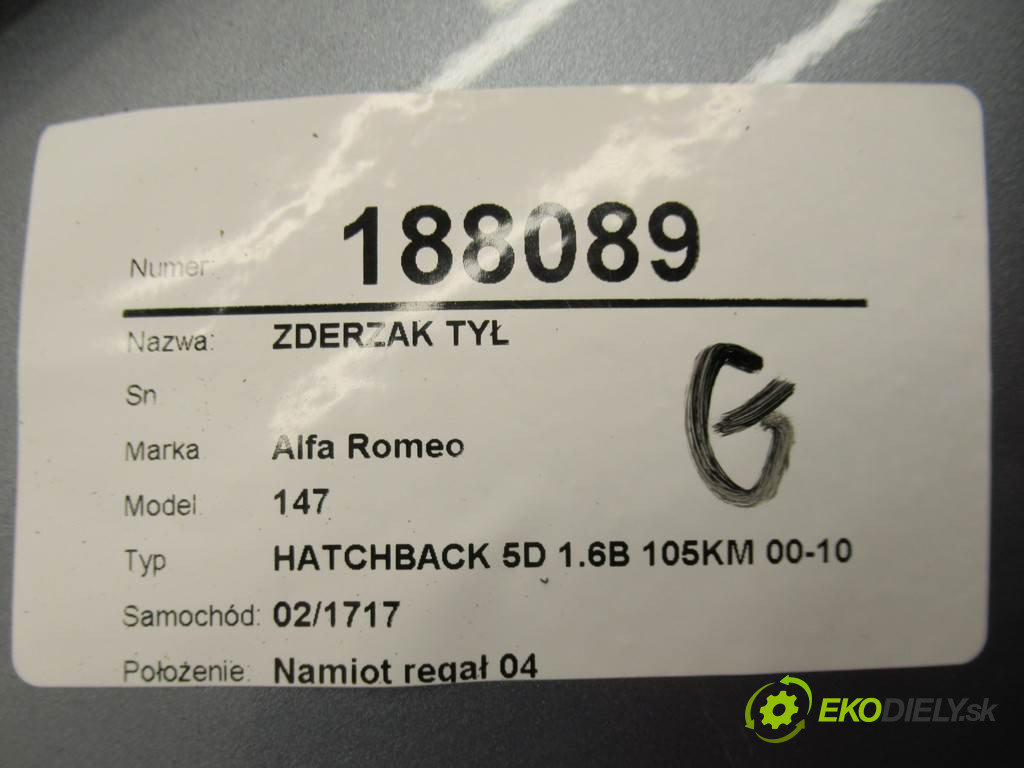 Numer: 188089
Nazwa: ZDERZAK TYŁ
Sn
Marka Alfa Romeo
Model 147
Typ HATCHBACK 5D 1.6B 105KM 00-10
Samochód: 02/1717
Położenie: Namiot regał 04
G
EKODIELY.sk